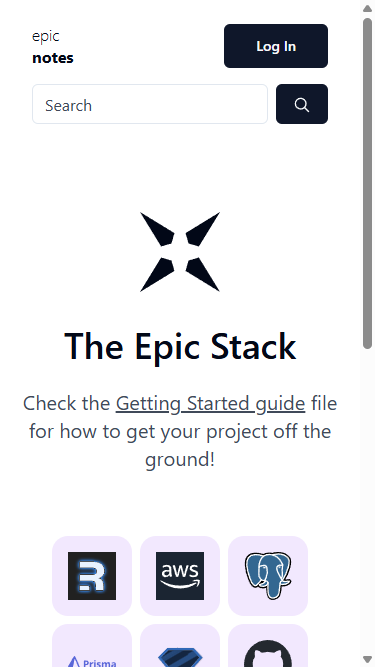 epic
notes
Log In
Search
The Epic Stack
Check the Getting Started guide file
for how to get your project off the
ground!
aws
Prisma